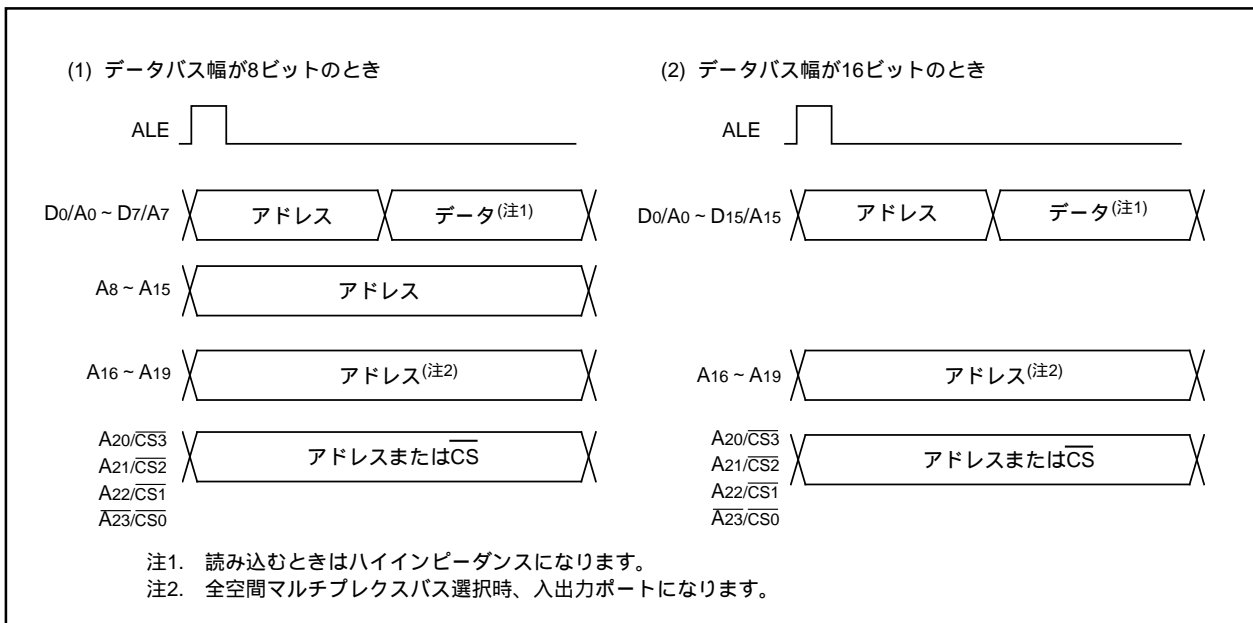 (1) データバス幅が8ビットのとき
ALE
D0/A0 ~ D7/A7 アドレス データ(注1)
A8 ~ A15 アドレス
A16 ~ A19 アドレス(注2)
A20/CS3
A21/CS2
A22/CS1
A23/CS0
アドレスまたはCS
(2) データバス幅が16ビットのとき
ALE
D0/A0 ~ D15/A15 アドレス データ(注1)
A16 ~ A19 アドレス(注2)
A20/CS3
A21/CS2
A22/CS1
A23/CS0
アドレスまたはCS
注1. 読み込むときはハイインピーダンスになります。
注2. 全空間マルチプレクスバス選択時、入出力ポートになります。